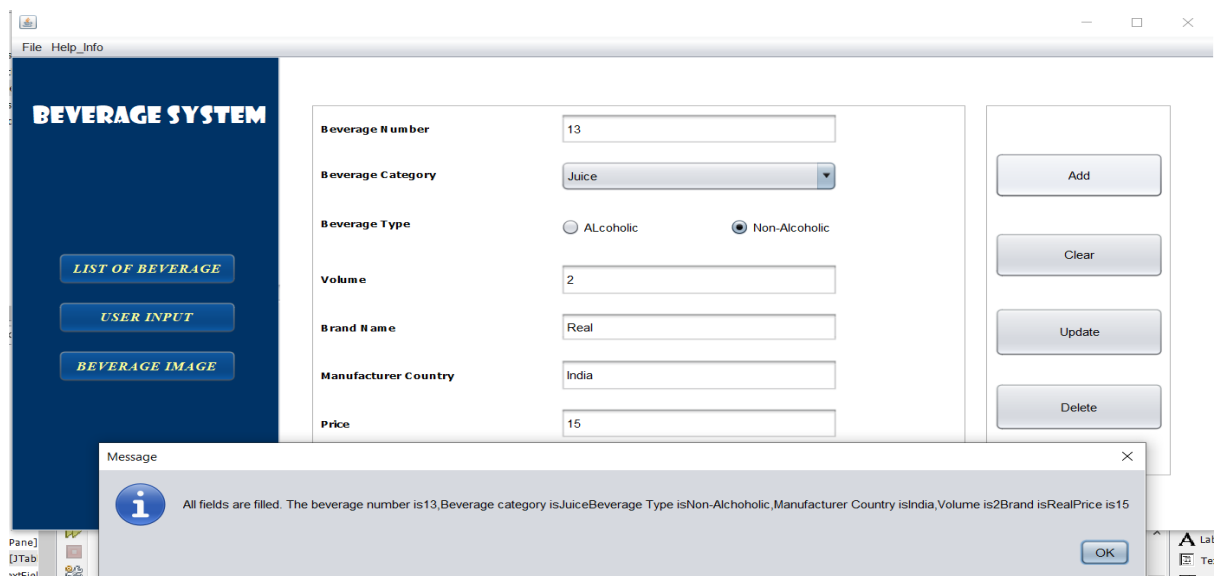 File Help_Info
BEVERAGE SYSTEM
LIST OF BEVERAGE
USER INPUT
BEVERAGE IMAGE
Beverage Number 13
Beverage Category Juice
Beverage Type ALcoholic Non-Alcoholic
Volume 2
Brand Name Real
Manufacturer Country India
Price 15
Add
Clear
Update
Delete
Message
All fields are filled. The beverage number is13,Beverage category isJuiceBeverage Type isNon-Alchoholic,Manufacturer Country isIndia,Volume is2Brand isRealPrice is15
OK
Pane]
[JTab